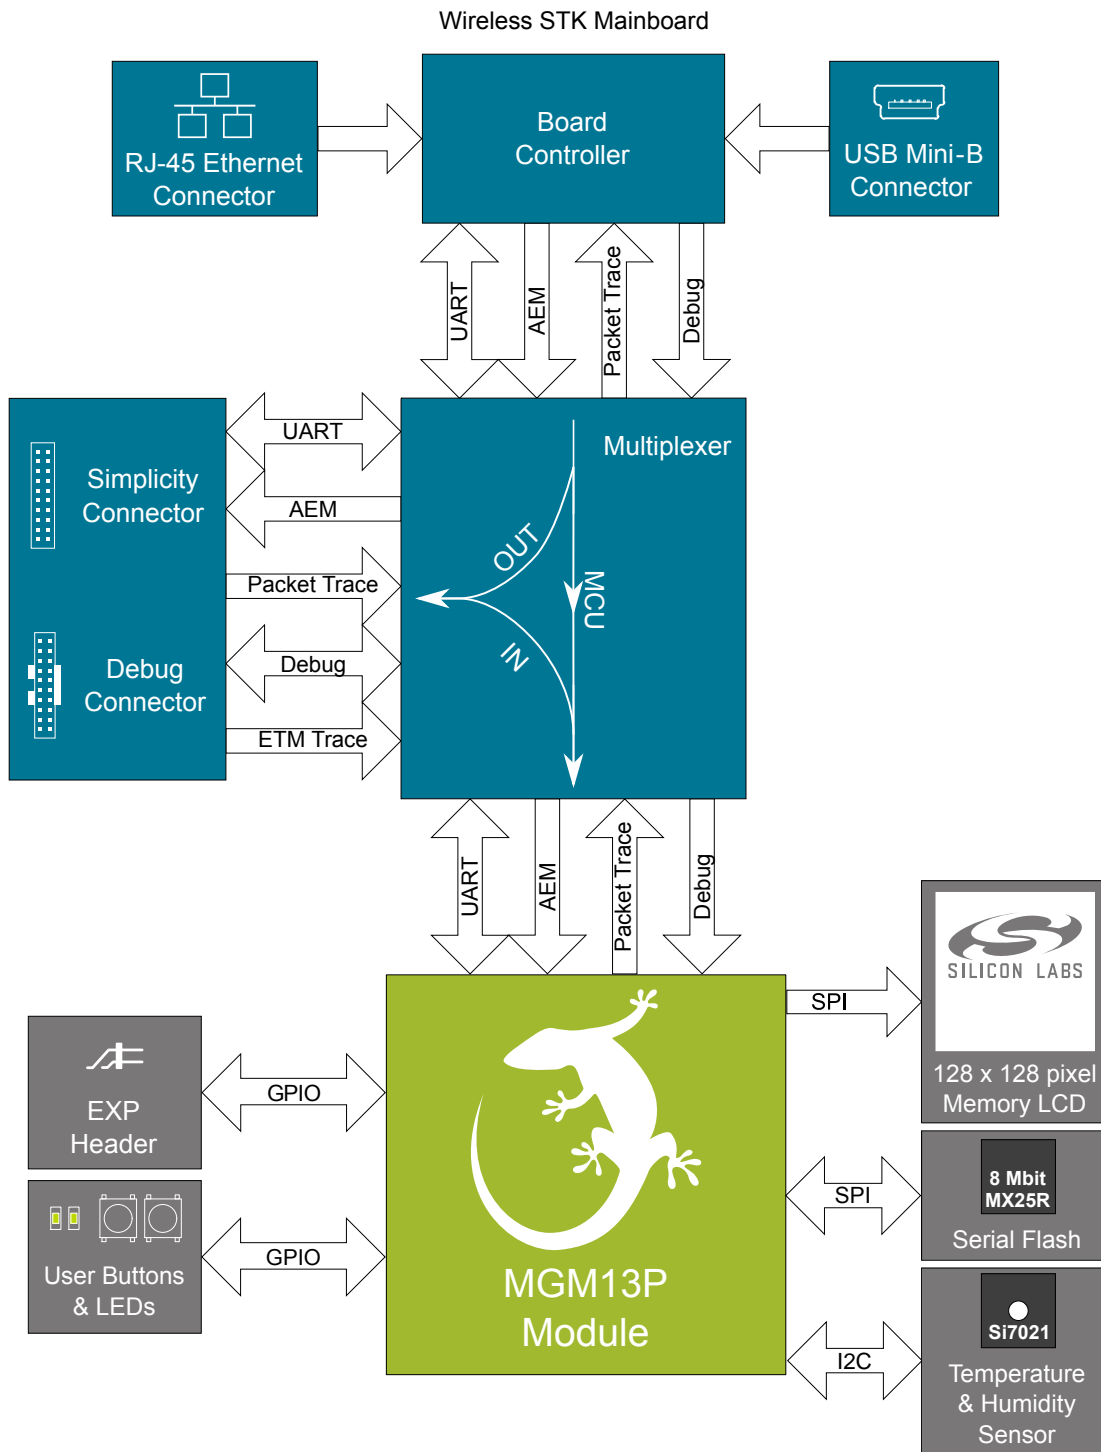 Wireless STK Mainboard
RJ-45 Ethernet
Connector
Board
Controller
USB Mini-B
Connector
UART
AEM
Packet Trace
Debug
Simplicity
Connector
Debug
Connector
UART
AEM
Packet Trace
Debug
ETM Trace
Multiplexer
OUT
MCU
IN
UART
AEM
Packet Trace
Debug
EXP
Header
GPIO
User Buttons
& LEDs
GPIO
MGM13P
Module
SPI
SILICON LABS
128 x 128 pixel
Memory LCD
SPI
8 Mbit
MX25R
Serial Flash
I2C
Si7021
Temperature
& Humidity
Sensor